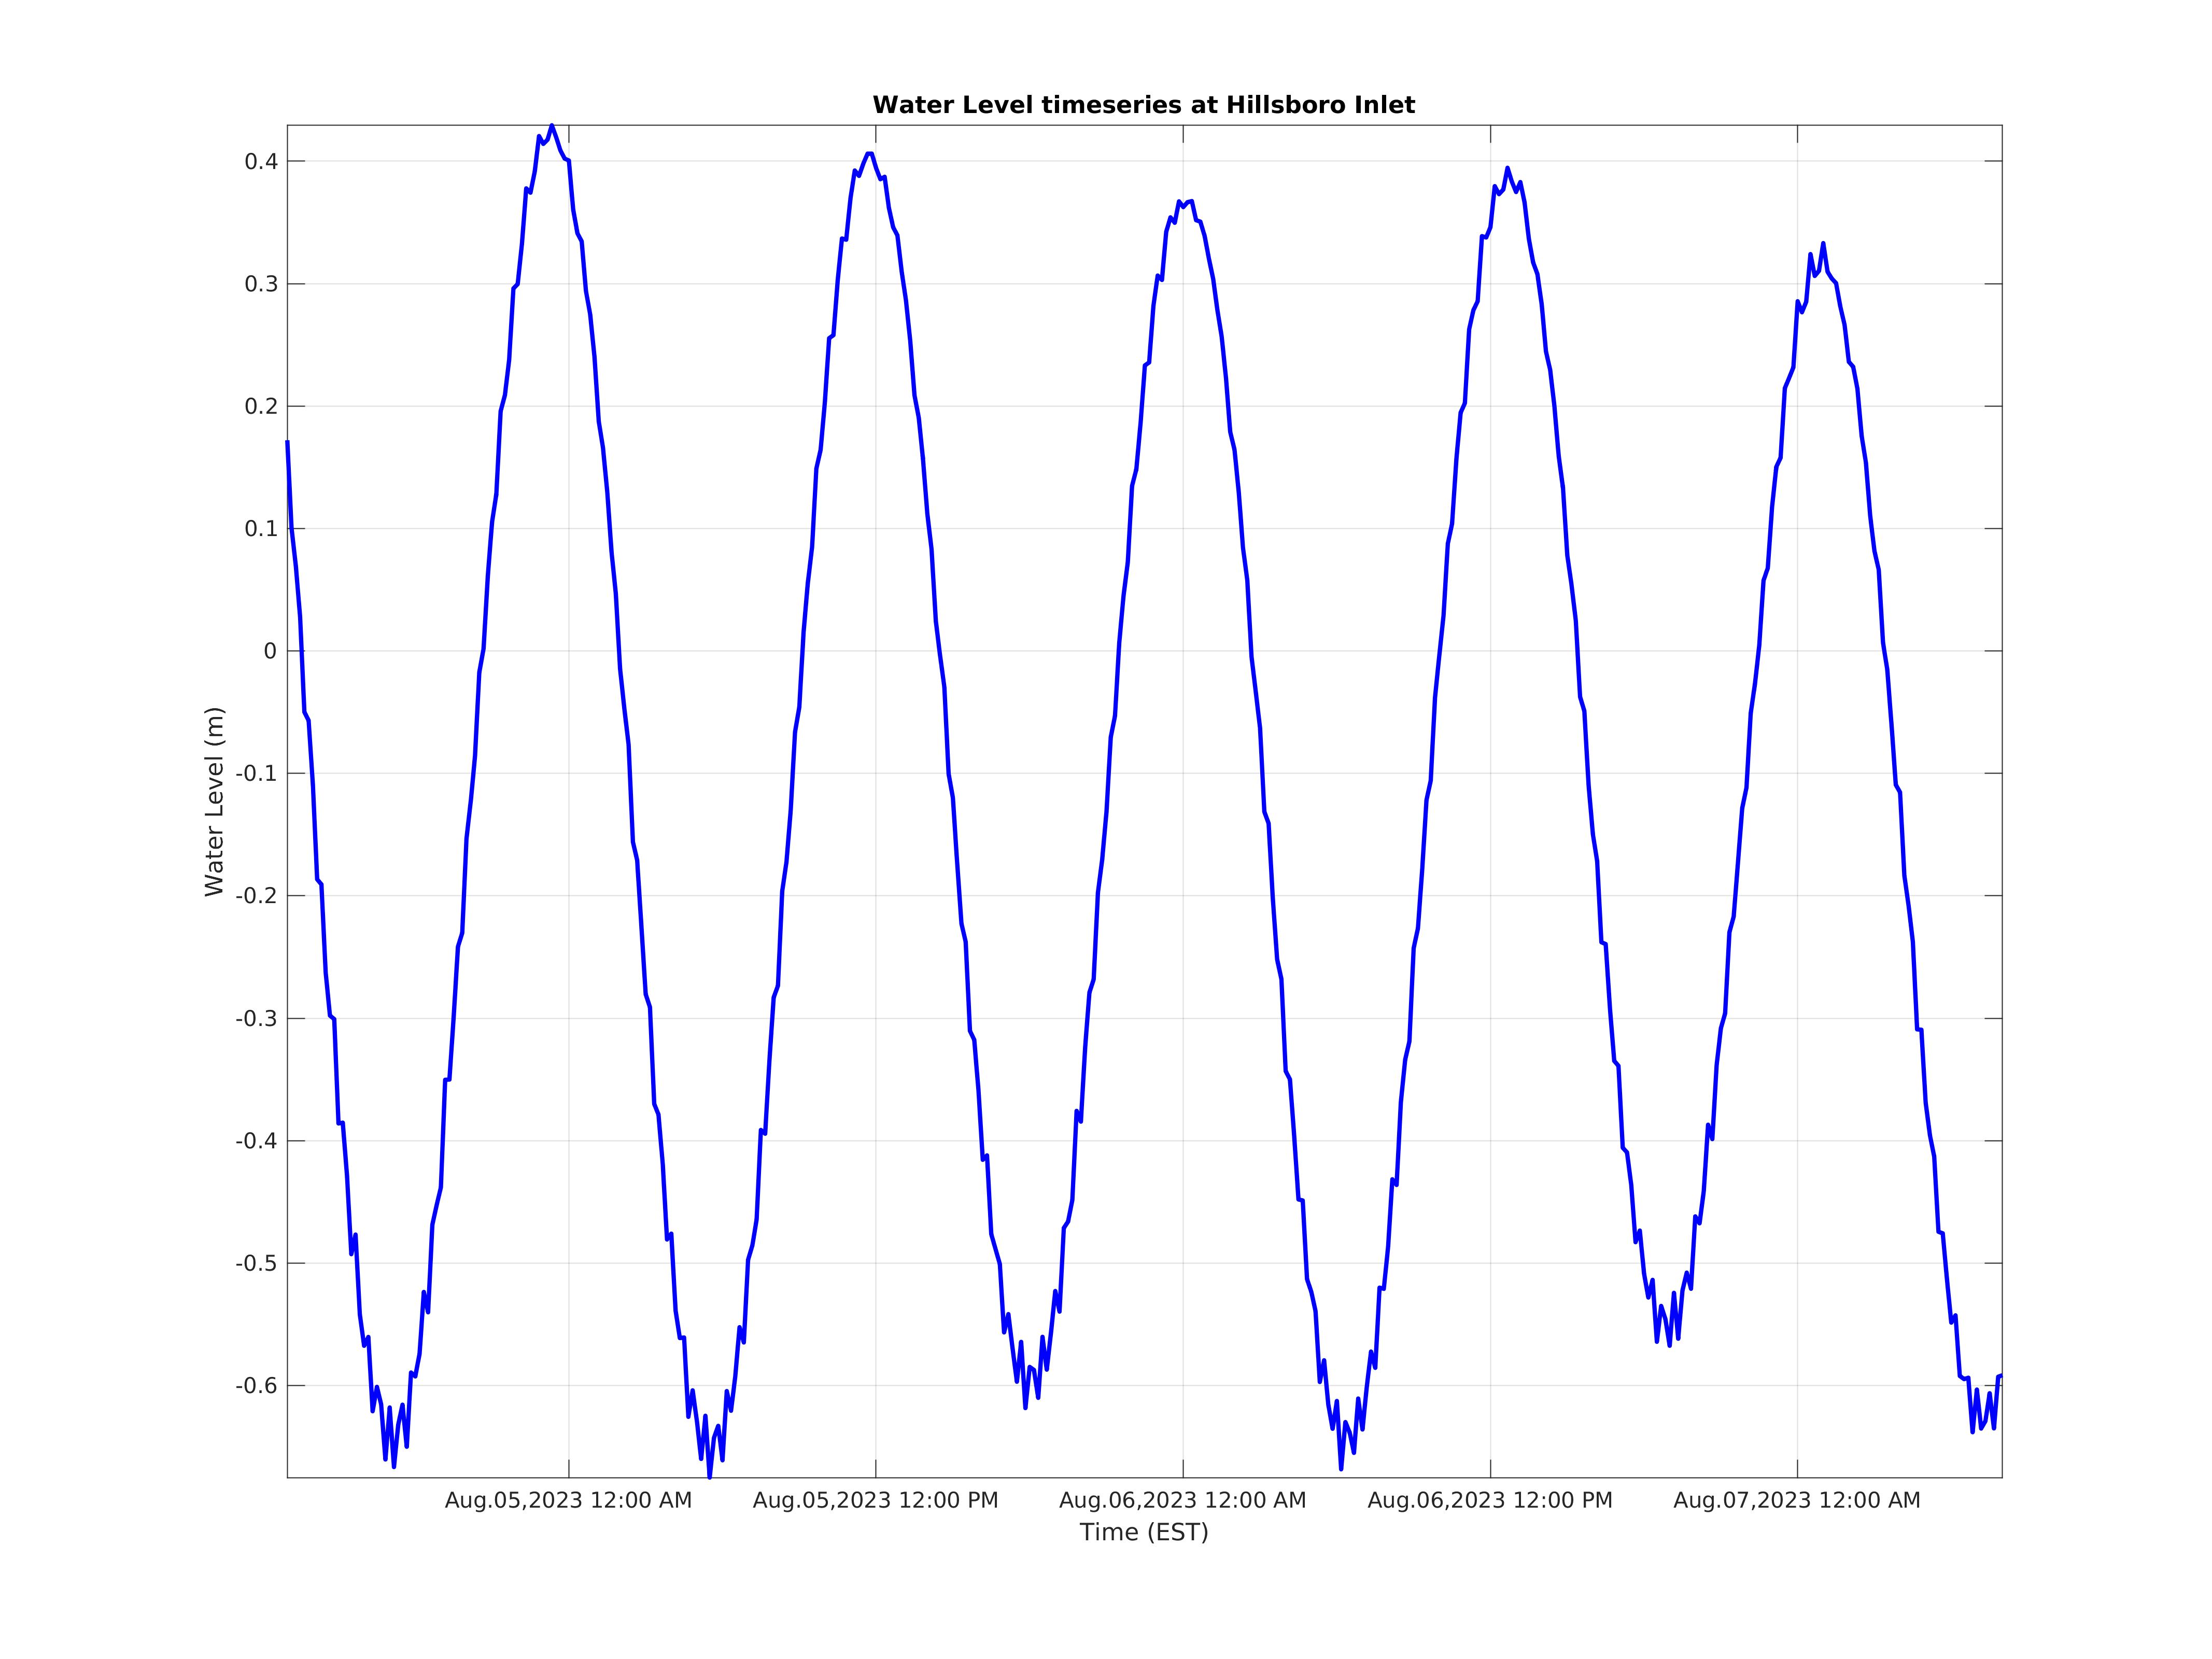 Water Level timeseries at Hillsboro Inlet
0.4
0.3
0.2
0.1
0
-0.1
-0.2
-0.3
-0.4
-0.5
-0.6
Water Level (m)
Aug.05,2023 12:00 AM
Aug.05,2023 12:00 PM
Aug.06,2023 12:00 AM
Aug.06,2023 12:00 PM
Aug.07,2023 12:00 AM
Time (EST)